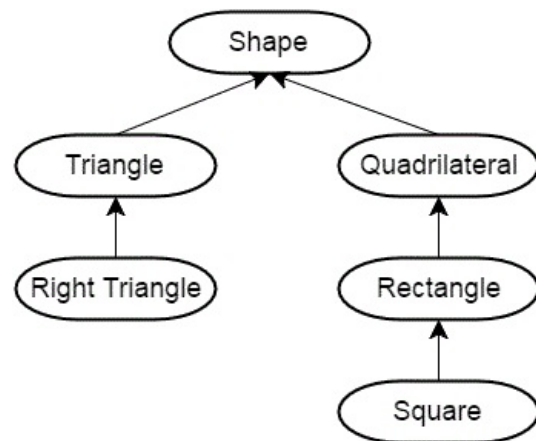 Shape
Triangle
Quadrilateral
Right Triangle
Rectangle
Square